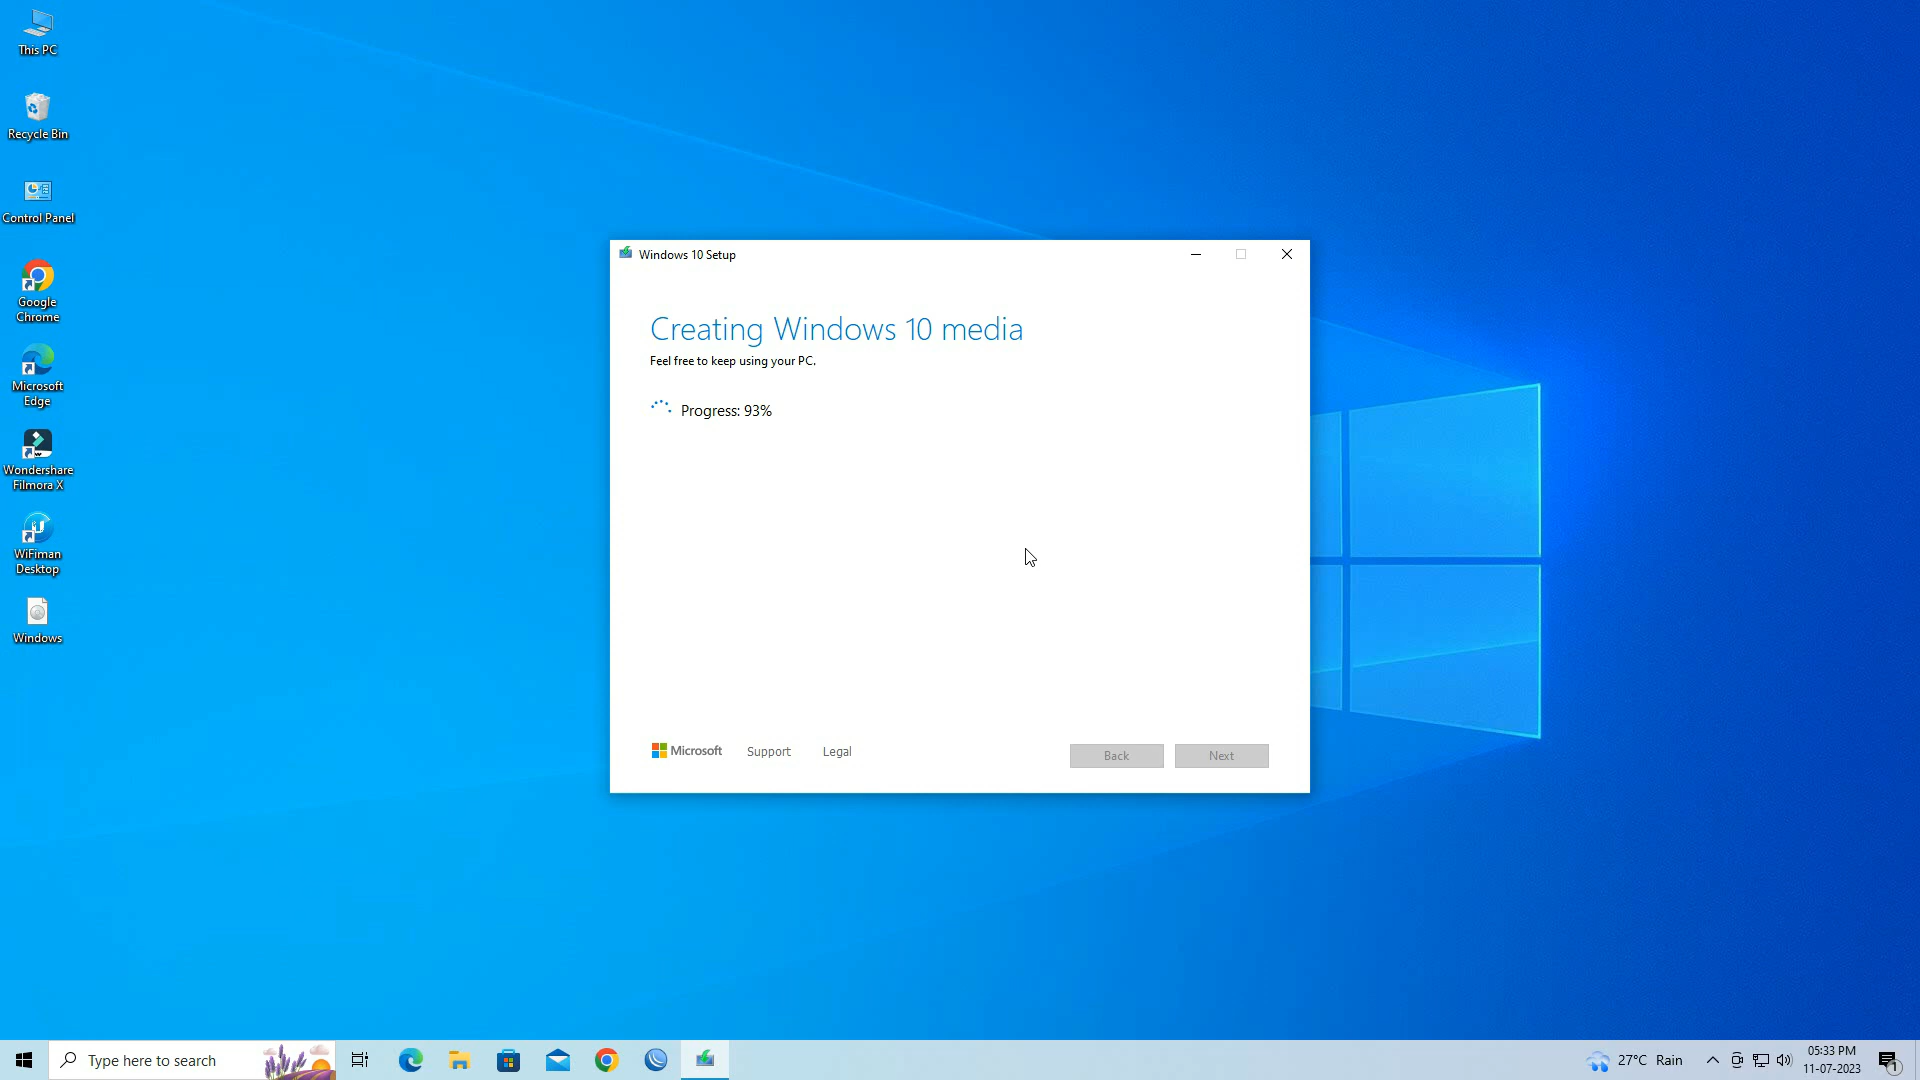 This PC
Recycle Bin
Control Panel
Google
Chrome
Microsoft
Edge
Wondershare
Filmora X
WiFiman
Desktop
Windows
Windows 10 Setup
Creating Windows 10 media
Feel free to keep using your PC.
Progress: 93%
Microsoft
Support
Legal
Back
Next
Type here to search
27°C Rain
05:33 PM
11-07-2023
1